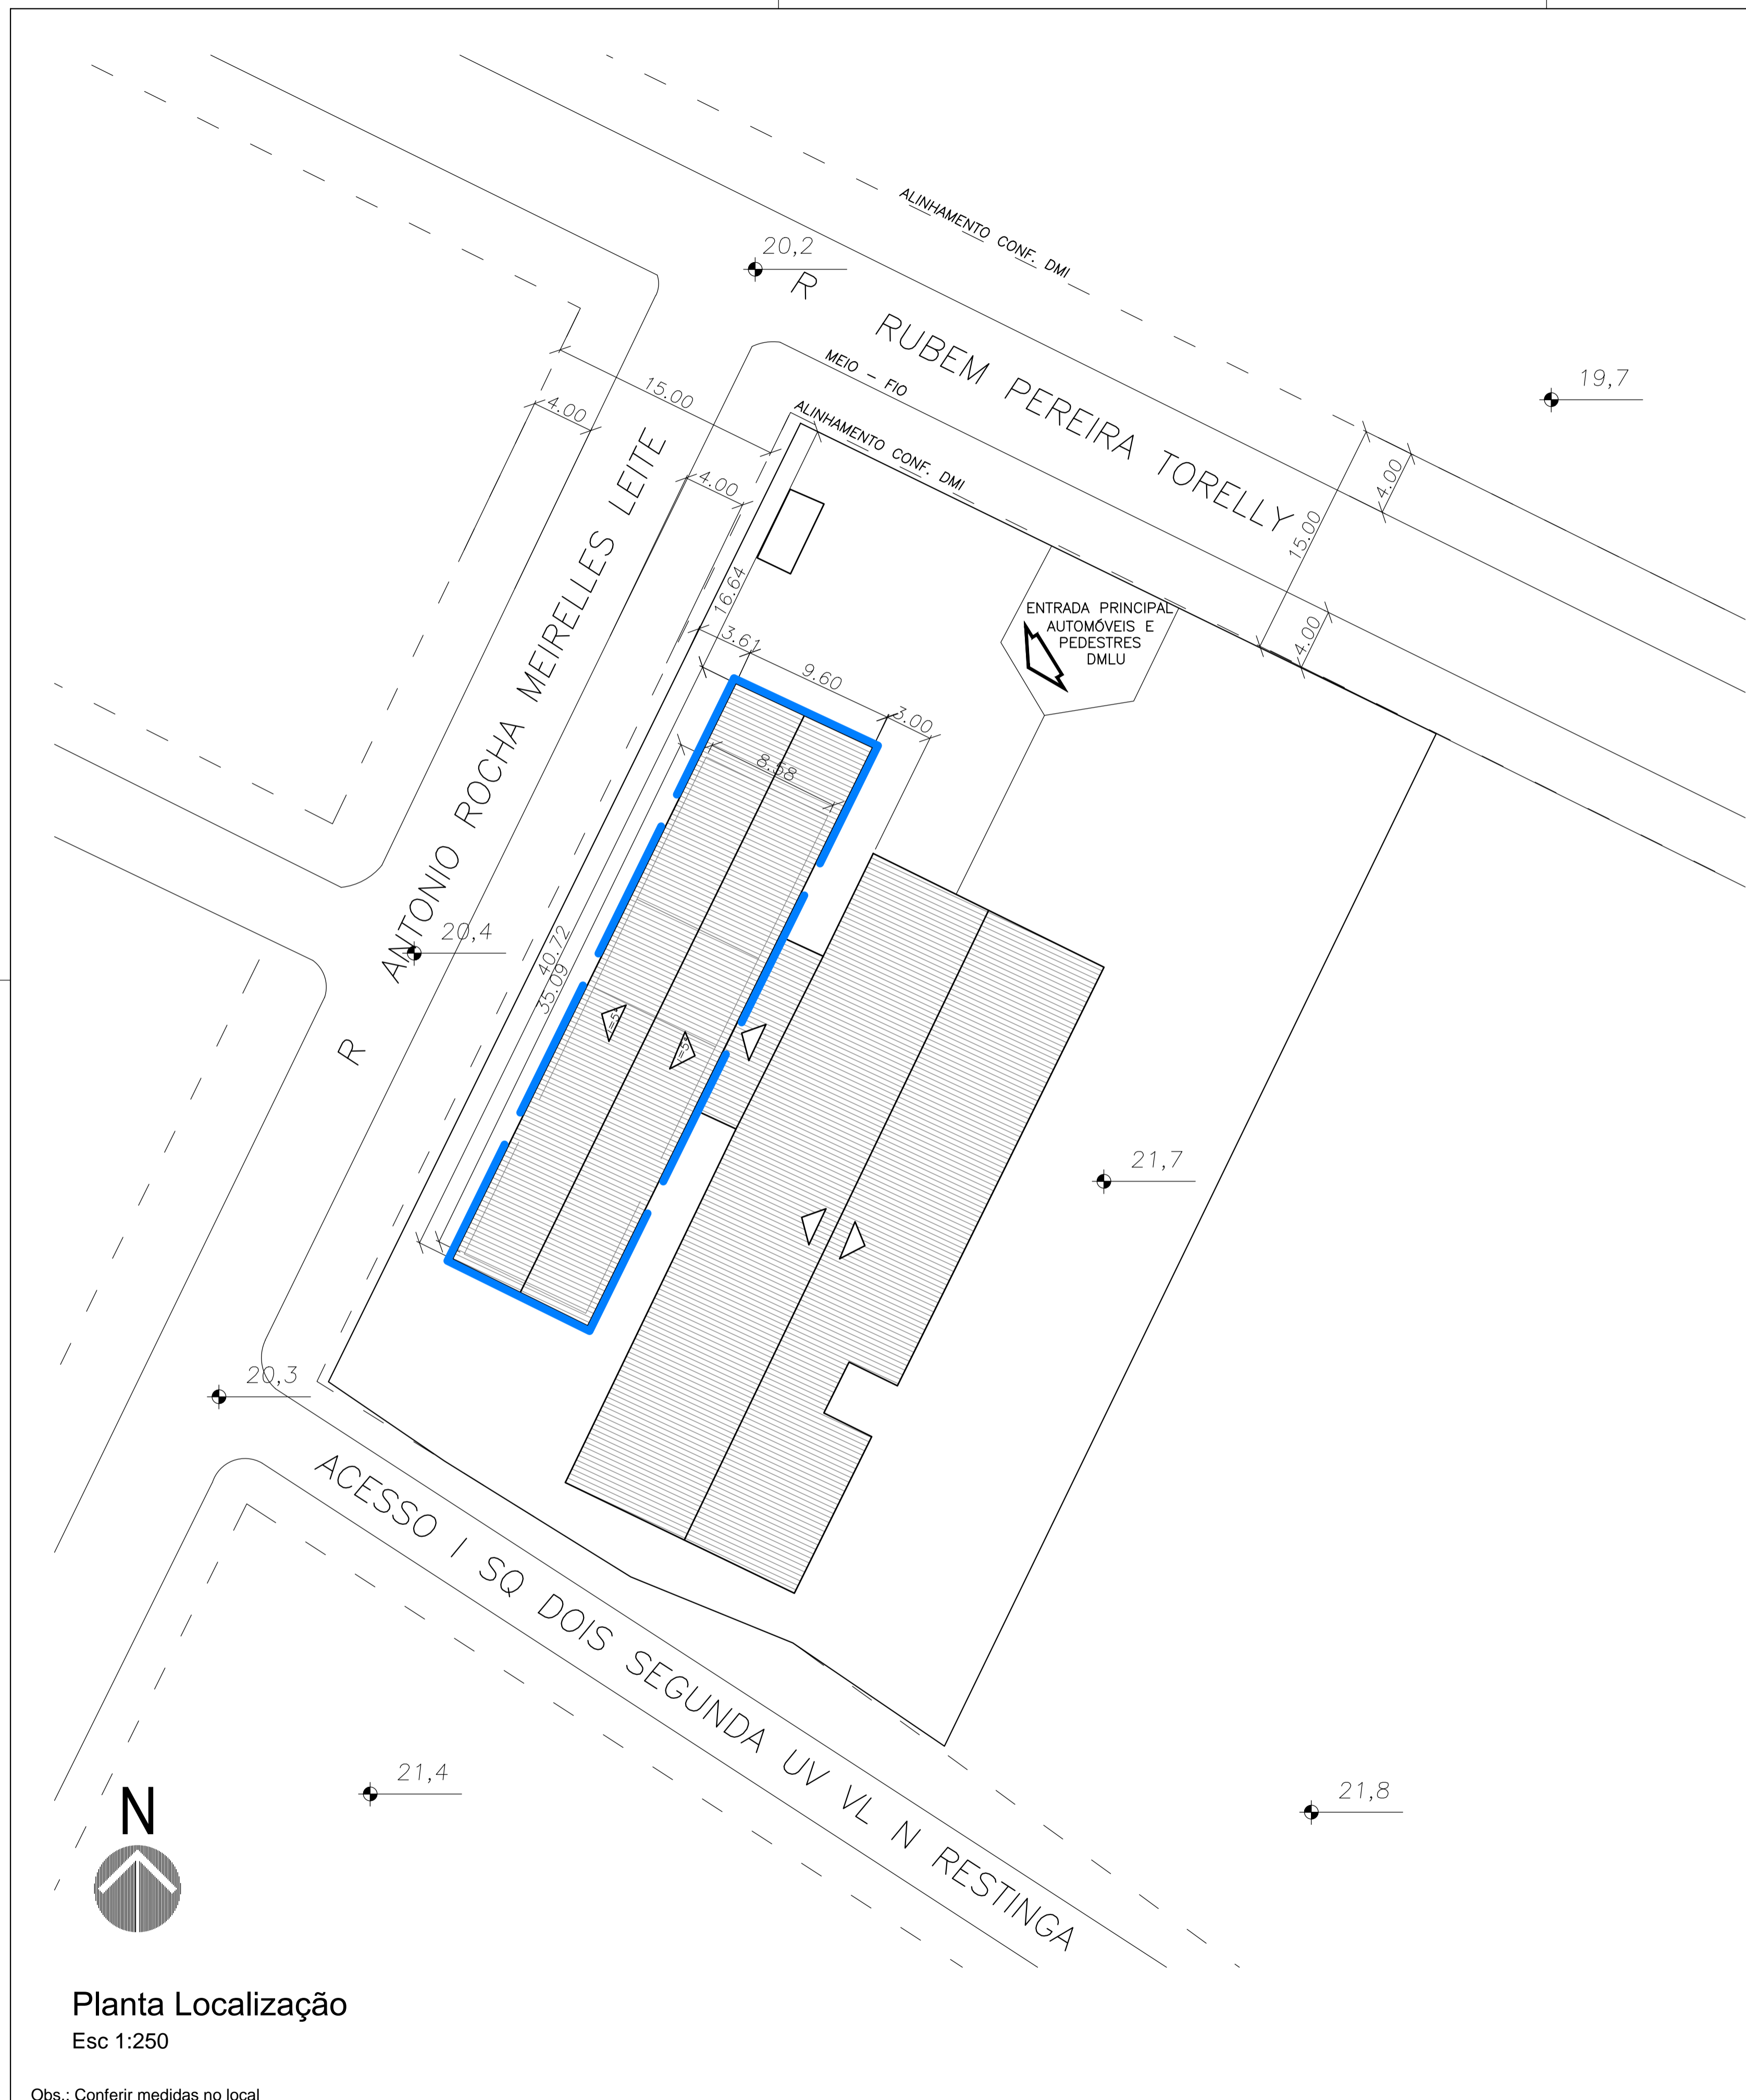 ALINHAMENTO CONF. DMI
20,2
R RUBEM PEREIRA TORELLY
19,7
MEIO - FIO
15.00
4.00
ALINHAMENTO CONF. DMI
4.00
4.00
15.00
4.00
R ANTONIO ROCHA MEIRELLES LEITE
16.64
ENTRADA PRINCIPAL
AUTOMÓVEIS E
PEDESTRES
DMLU
3.61
9.60
3.00
8.58
20,4
40.72
35.09
21,7
20,3
ACESSO I SQ DOIS SEGUNDA UV VL N RESTINGA
21,4
21,8
N
Planta Localização
Esc 1:250
Obs.: Conferir medidas no local